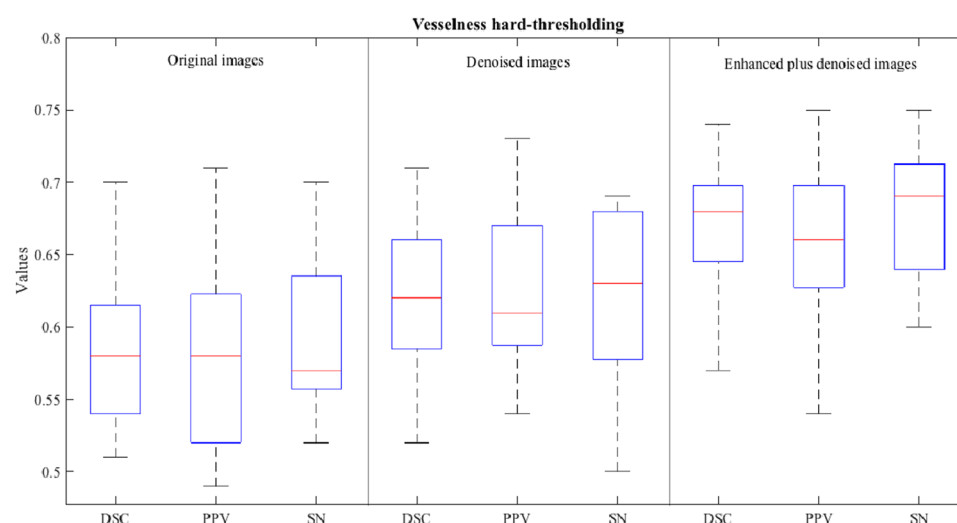 Vesselness hard-thresholding
Original images
Denoised images
Enhanced plus denoised images
Values
0.8
0.75
0.7
0.65
0.6
0.55
0.5
DSC PPV SN DSC PPV SN DSC PPV SN